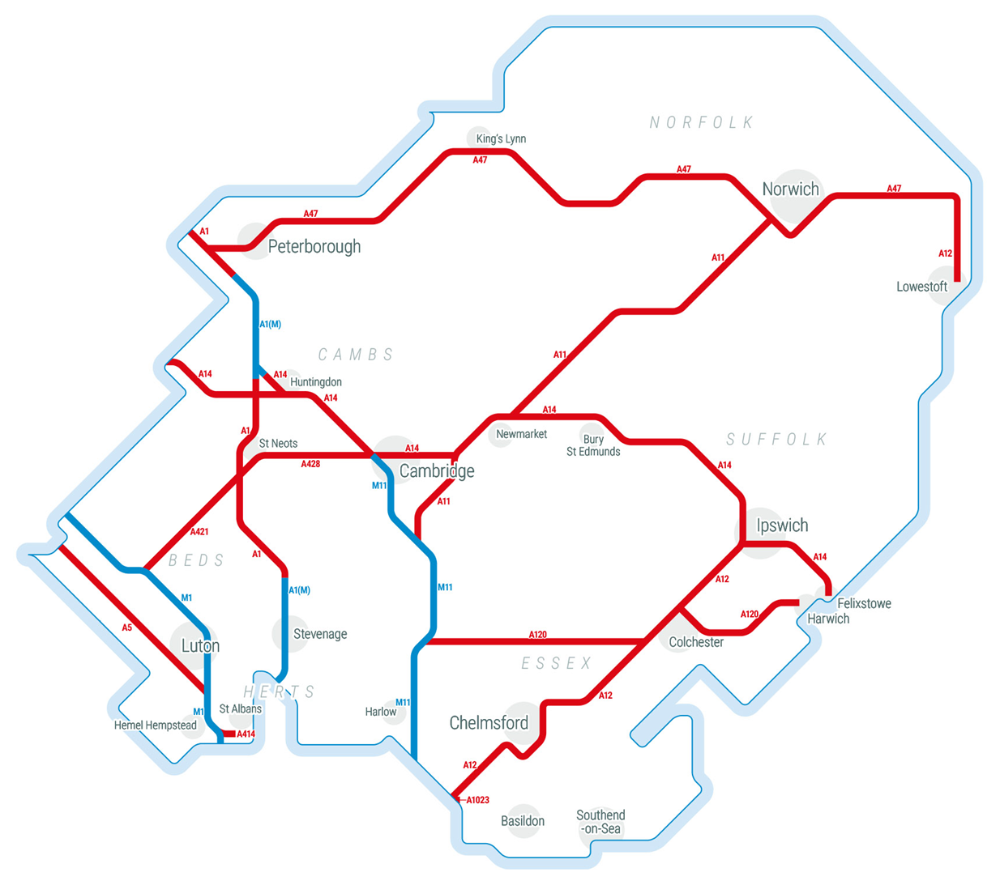 NORFOLK
King's Lynn
A47
A47
Norwich
A47
A47
A1
Peterborough
A12
A11
Lowestoft
A1(M)
CAMBS
A11
A14
A14
Huntingdon
A14
A14
A1
Newmarket
Bury
St Edmunds
SUFFOLK
St Neots
A14
A428
Cambridge
A14
M11
A11
A421
Ipswich
BEDS
A1
A14
A12
M1
A1(M)
M11
Felixstowe
A120
Harwich
A5
Stevenage
A120
Luton
Colchester
ESSEX
HERTS
A12
M11
St Albans
M1
Harlow
Hemel Hempstead
Chelmsford
A414
A12
A1023
Basildon
Southend
-on-Sea